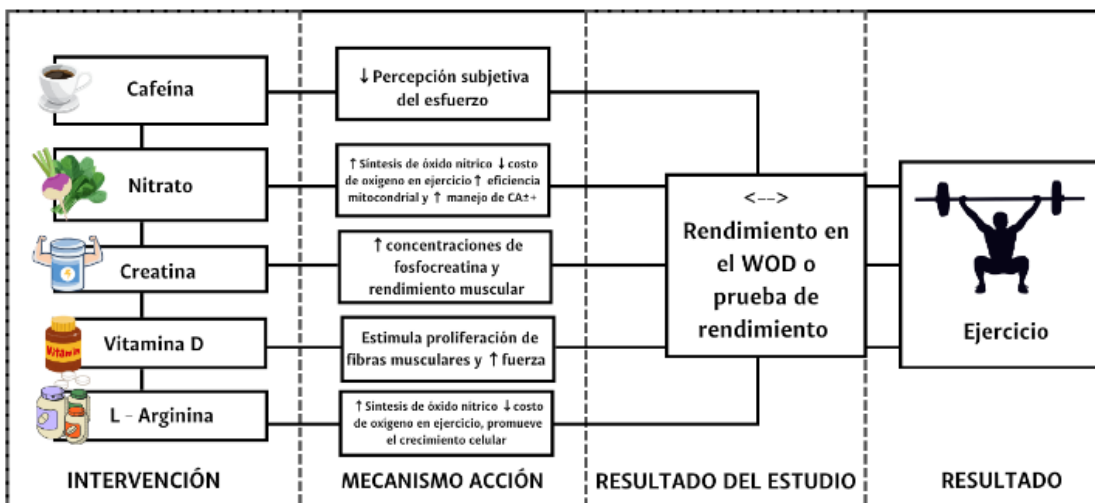 Cafeína
↓ Percepción subjetiva
del esfuerzo
Nitrato
↑ Síntesis de óxido nítrico ↓ costo
de oxígeno en ejercicio ↑ eficiencia
mitocondrial y ↑ manejo de CA±+
Creatina
↑ concentraciones de
fosfocreatina y
rendimiento muscular
Vitamin
Vitamina D
Estimula proliferación de
fibras musculares y ↑ fuerza
L - Arginina
↑ Síntesis de óxido nítrico ↓ costo
de oxígeno en ejercicio, promueve
el crecimiento celular
<-->
Rendimiento en
el WOD o
prueba de
rendimiento
Ejercicio
INTERVENCIÓN
MECANISMO ACCIÓN
RESULTADO DEL ESTUDIO
RESULTADO